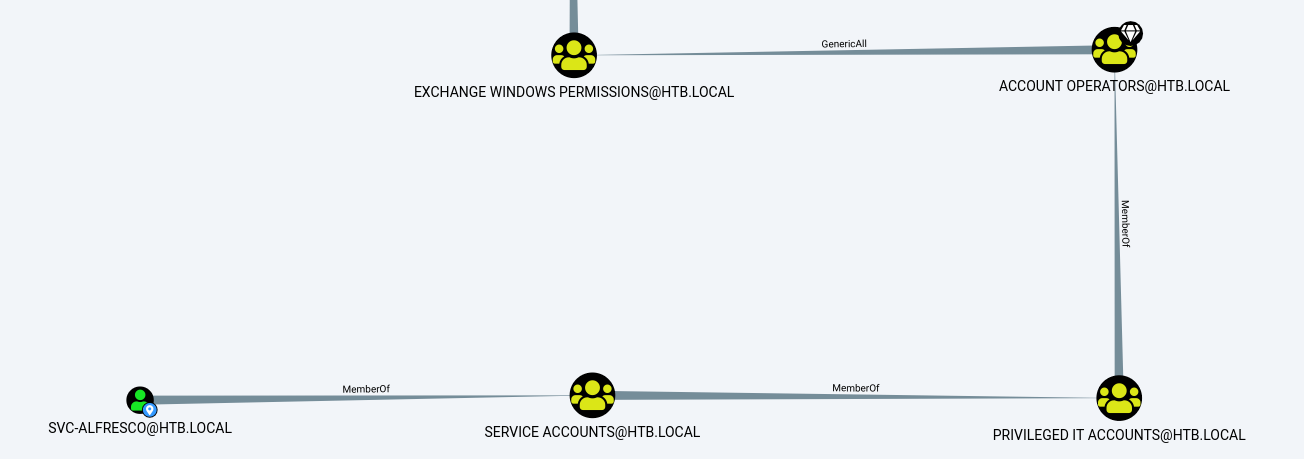 GenericAll
EXCHANGE WINDOWS PERMISSIONS@HTB.LOCAL
ACCOUNT OPERATORS@HTB.LOCAL
MemberOf
MemberOf
MemberOf
SVC-ALFRESCO@HTB.LOCAL
SERVICE ACCOUNTS@HTB.LOCAL
PRIVILEGED IT ACCOUNTS@HTB.LOCAL